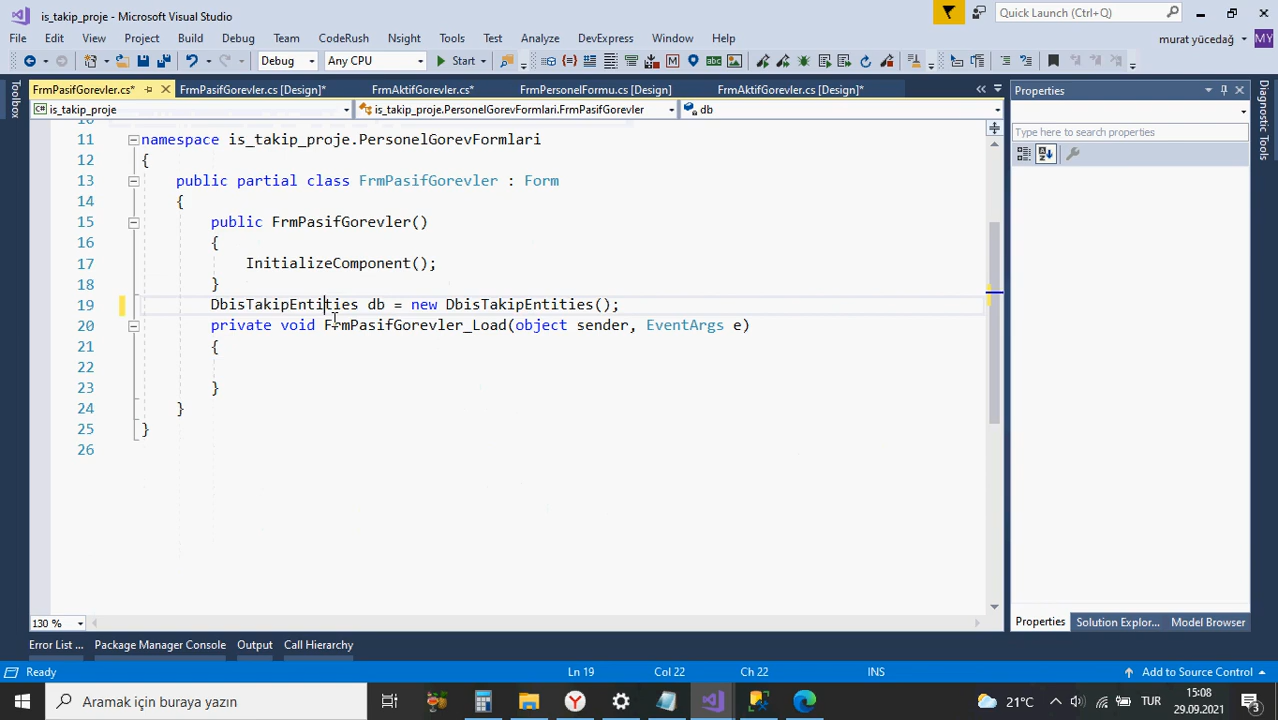 is_takip_proje - Microsoft Visual Studio
Quick Launch (Ctrl+Q)
File Edit View Project Build Debug Team CodeRush Nsight Tools Test Analyze DevExpress Window Help
murat yücedağ MY
Debug Any CPU Start
FrmPasifGorevler.cs* FrmPasifGorevler.cs [Design]* FrmAktifGorevler.cs* FrmPersonelFormu.cs [Design] FrmAktifGorevler.cs [Design]*
is_takip_proje is_takip_proje.PersonelGorevFormlari.FrmPasifGorevler db
Toolbox
11 namespace is_takip_proje.PersonelGorevFormlari
12 {
13 public partial class FrmPasifGorevler : Form
14 {
15 public FrmPasifGorevler()
16 {
17 InitializeComponent();
18 }
19 DbisTakipEntities db = new DbisTakipEntities();
20 private void FrmPasifGorevler_Load(object sender, EventArgs e)
21 {
22
23 }
24 }
25 }
26
130 %
Properties
Type here to search properties
Diagnostic Tools
Properties Solution Explor... Model Browser
Error List ... Package Manager Console Output Call Hierarchy
Ready Ln 19 Col 22 Ch 22 INS Add to Source Control
Aramak için buraya yazın
21°C TUR 15:08
29.09.2021
3